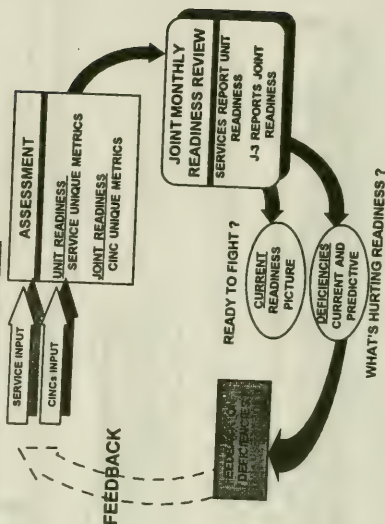 SERVICE INPUT
CINCs INPUT
ASSESSMENT
UNIT READINESS
SERVICE UNIQUE METRICS
JOINT READINESS
CINC UNIQUE METRICS
JOINT MONTHLY
READINESS REVIEW
SERVICES REPORT UNIT
READINESS
J-3 REPORTS JOINT
READINESS
READY TO FIGHT ?
CURRENT
READINESS
PICTURE
DEFICIENCIES
CURRENT AND
PREDICTIVE
WHAT'S HURTING READINESS ?
FEEDBACK
DEFICIENCIES